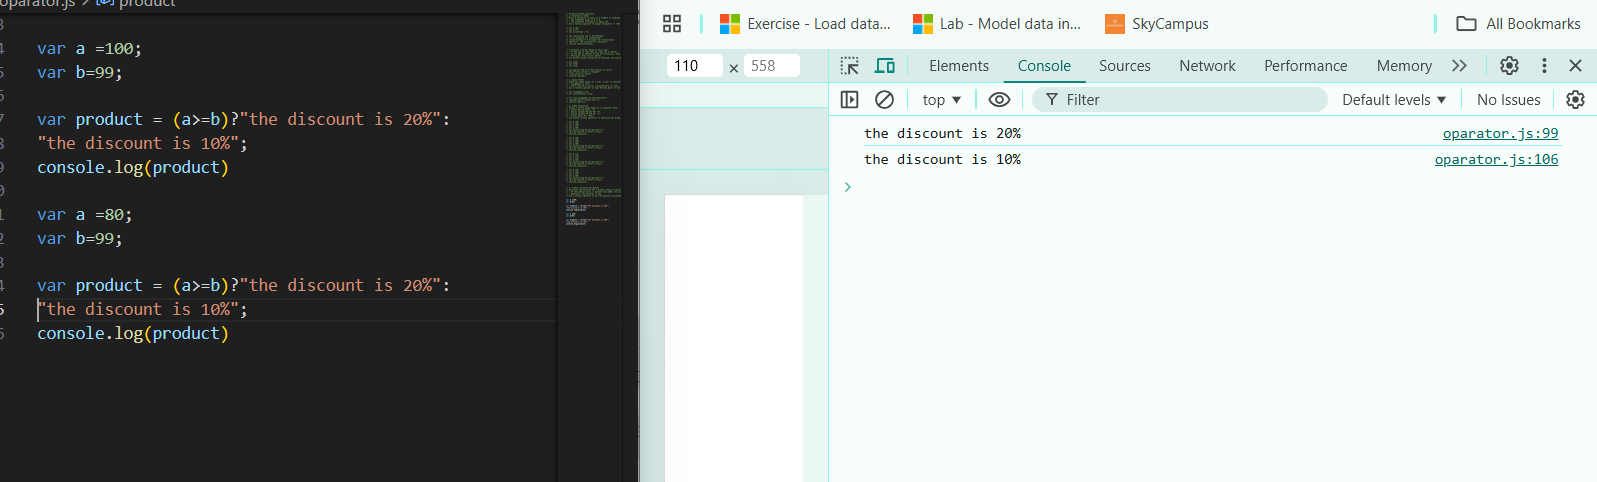 oparator.js > product
3
4 var a =100;
5 var b=99;
6
7 var product = (a>=b)?"the discount is 20%":
8 "the discount is 10%";
9 console.log(product)
0
1 var a =80;
2 var b=99;
3
4 var product = (a>=b)?"the discount is 20%":
5 "the discount is 10%";
6 console.log(product)
Exercise - Load data... Lab - Model data in... SkyCampus All Bookmarks
110 × 558 Elements Console Sources Network Performance Memory
top Filter Default levels No Issues
the discount is 20% oparator.js:99
the discount is 10% oparator.js:106